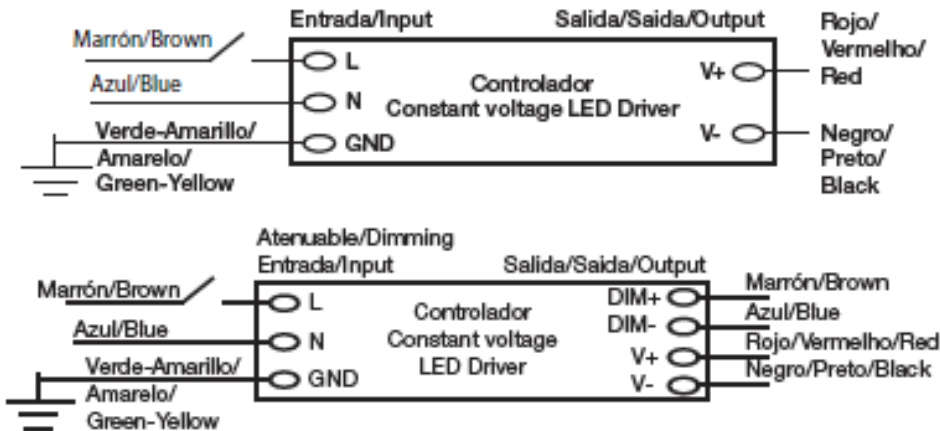 Entrada/Input
Salida/Saida/Output
Marrón/Brown
L
Azul/Blue
N
Verde-Amarillo/
Amarelo/
Green-Yellow
GND
Controlador
Constant voltage LED Driver
V+
Rojo/
Vermelho/
Red
V-
Negro/
Preto/
Black
Atenuable/Dimming
Entrada/Input
Salida/Saida/Output
Marrón/Brown
L
Azul/Blue
N
Verde-Amarillo/
Amarelo/
Green-Yellow
GND
Controlador
Constant voltage
LED Driver
DIM+
Marrón/Brown
DIM-
Azul/Blue
V+
Rojo/Vermelho/Red
V-
Negro/Preto/Black